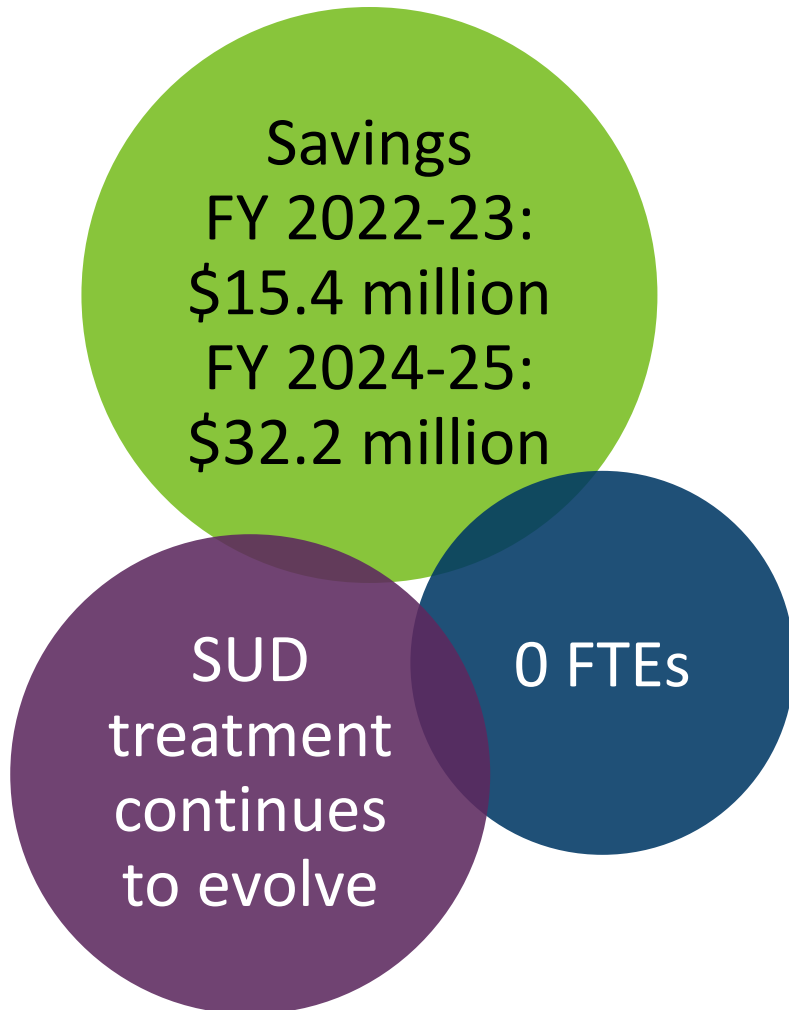 Savings
FY 2022-23:
$15.4 million
FY 2024-25:
$32.2 million
SUD
treatment
continues
to evolve
0 FTEs